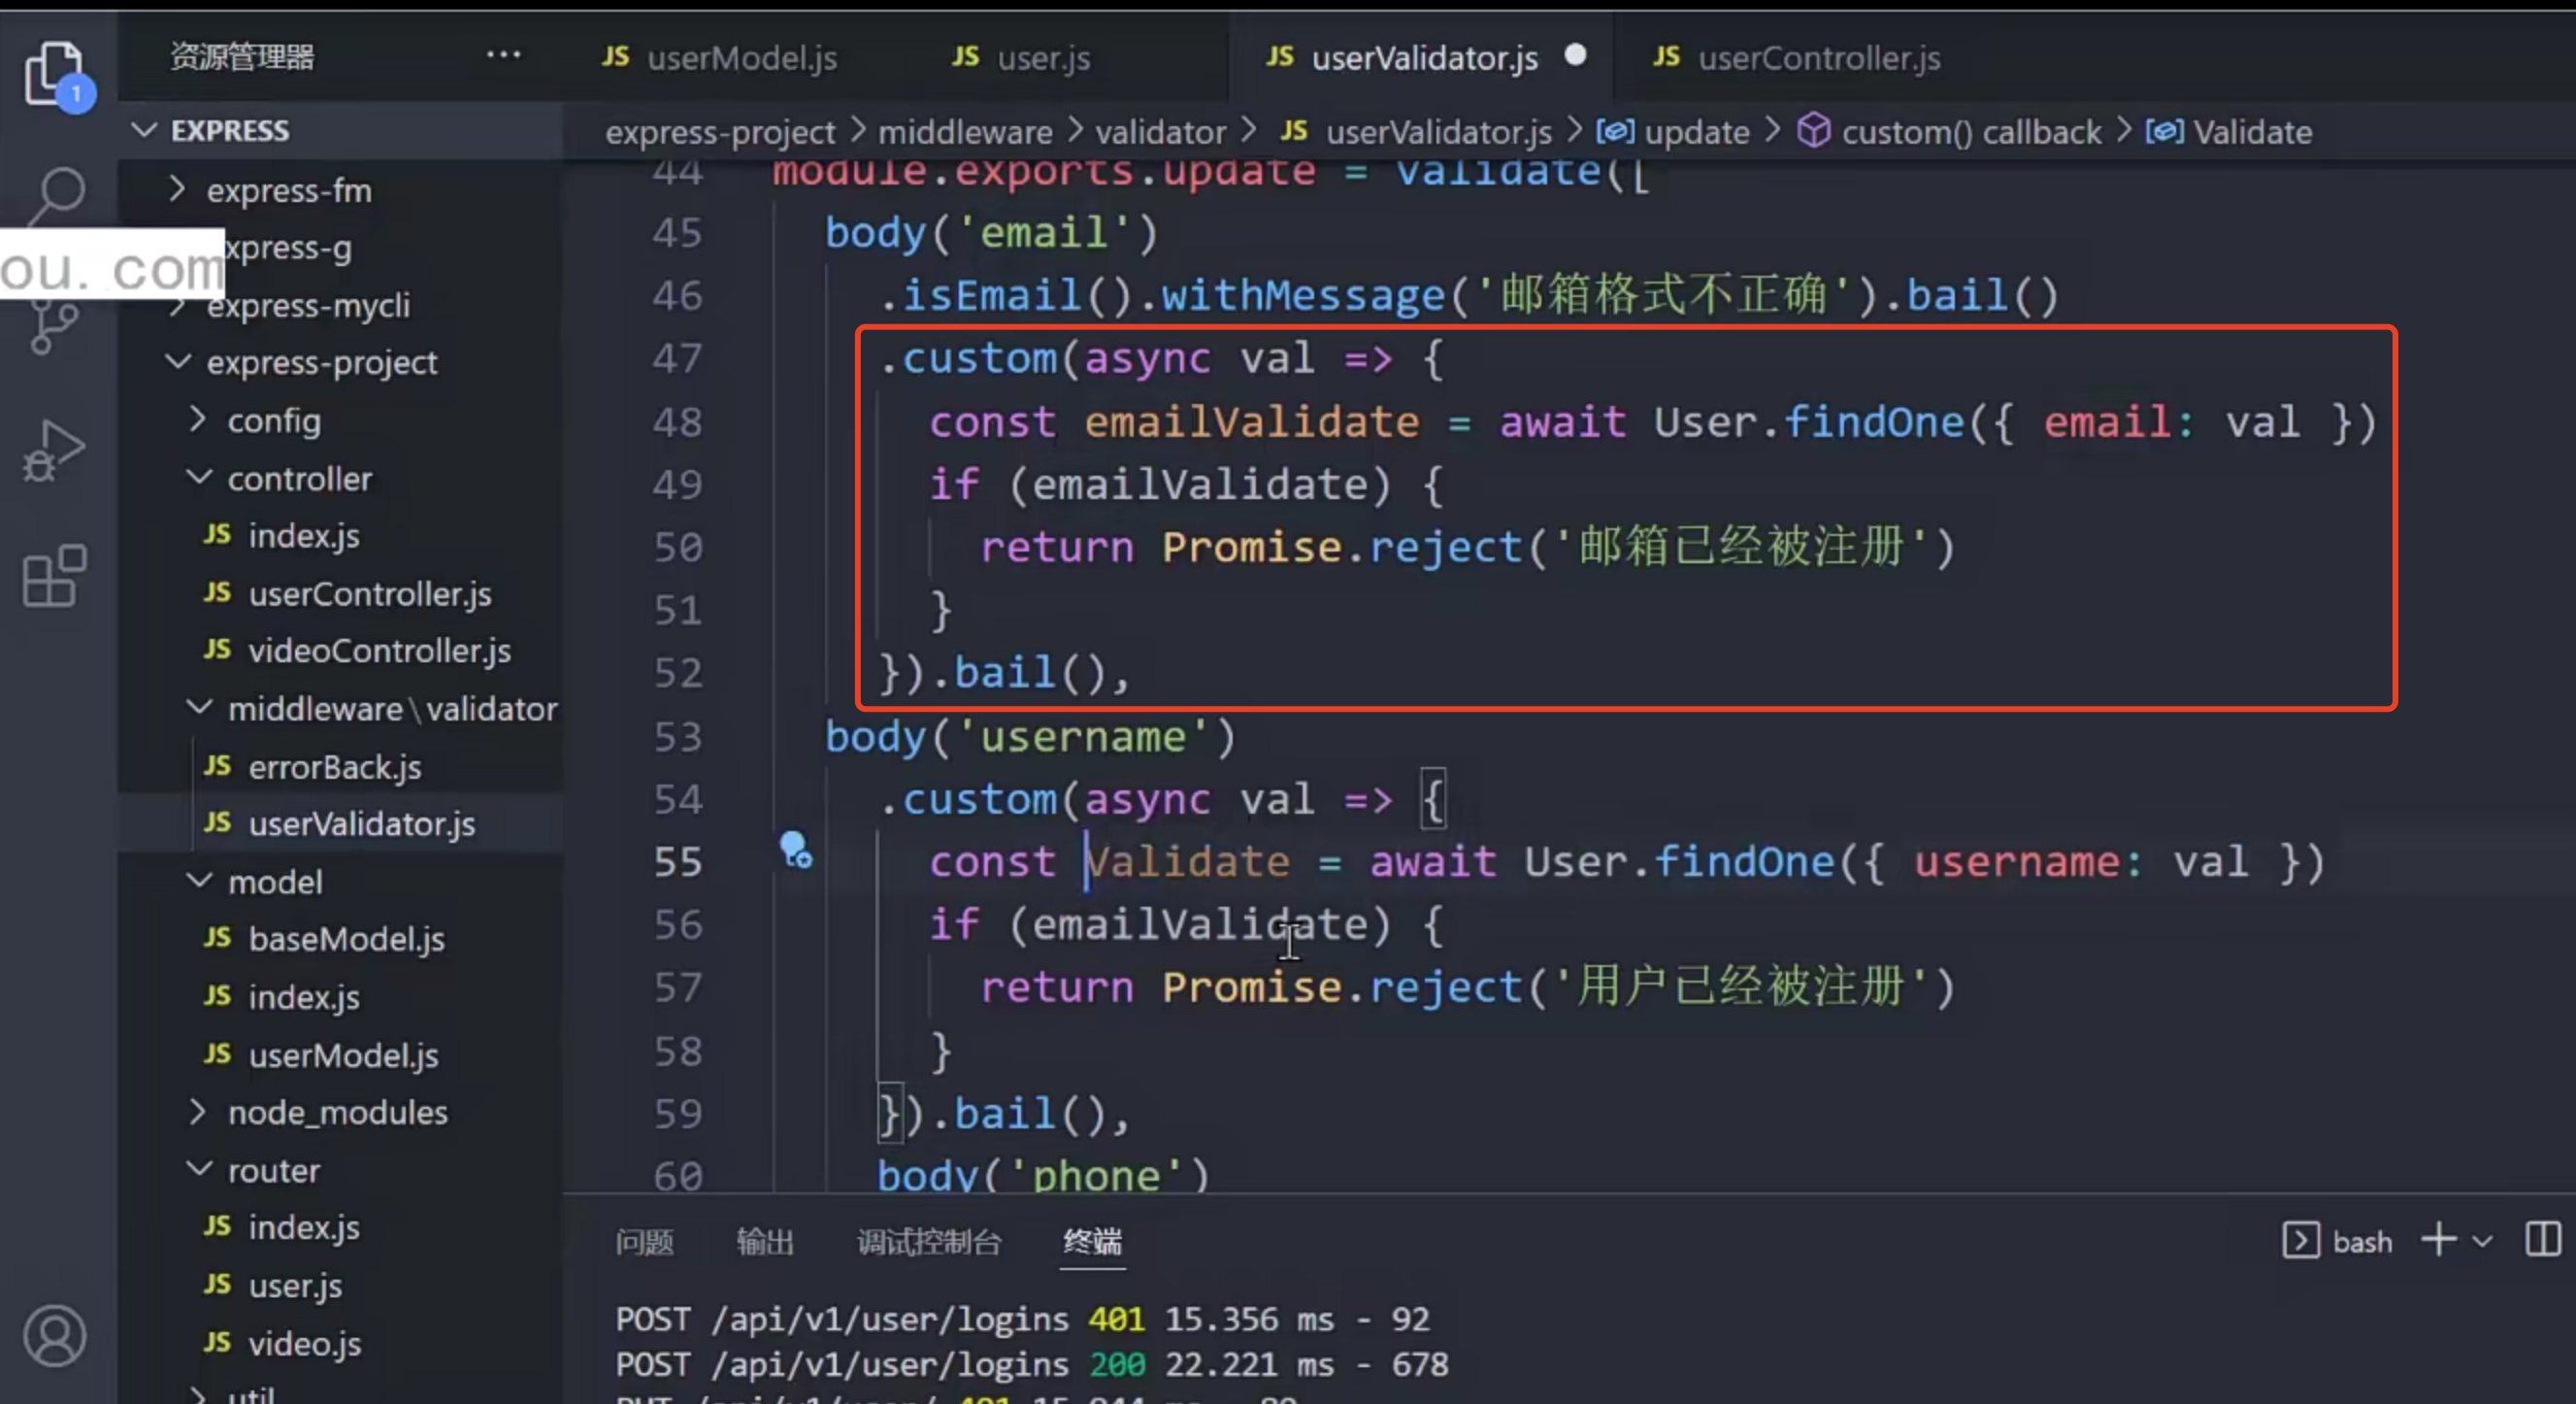 资源管理器 ···
JS userModel.js JS user.js JS userValidator.js JS userController.js
1
EXPRESS
express-project > middleware > validator > JS userValidator.js > update > custom() callback > Validate
express-fm
xpress-g
ou.com
express-mycli
express-project
config
controller
JS index.js
JS userController.js
JS videoController.js
middleware\validator
JS errorBack.js
JS userValidator.js
model
JS baseModel.js
JS index.js
JS userModel.js
node_modules
router
JS index.js
JS user.js
JS video.js
util
44 module.exports.update = validate([
45 body('email')
46 .isEmail().withMessage('邮箱格式不正确').bail()
47 .custom(async val => {
48 const emailValidate = await User.findOne({ email: val })
49 if (emailValidate) {
50 return Promise.reject('邮箱已经被注册')
51 }
52 }).bail(),
53 body('username')
54 .custom(async val => {
55 const Validate = await User.findOne({ username: val })
56 if (emailValidate) {
57 return Promise.reject('用户已经被注册')
58 }
59 }).bail(),
60 body('phone')
问题 输出 调试控制台 终端 bash
POST /api/v1/user/logins 401 15.356 ms - 92
POST /api/v1/user/logins 200 22.221 ms - 678